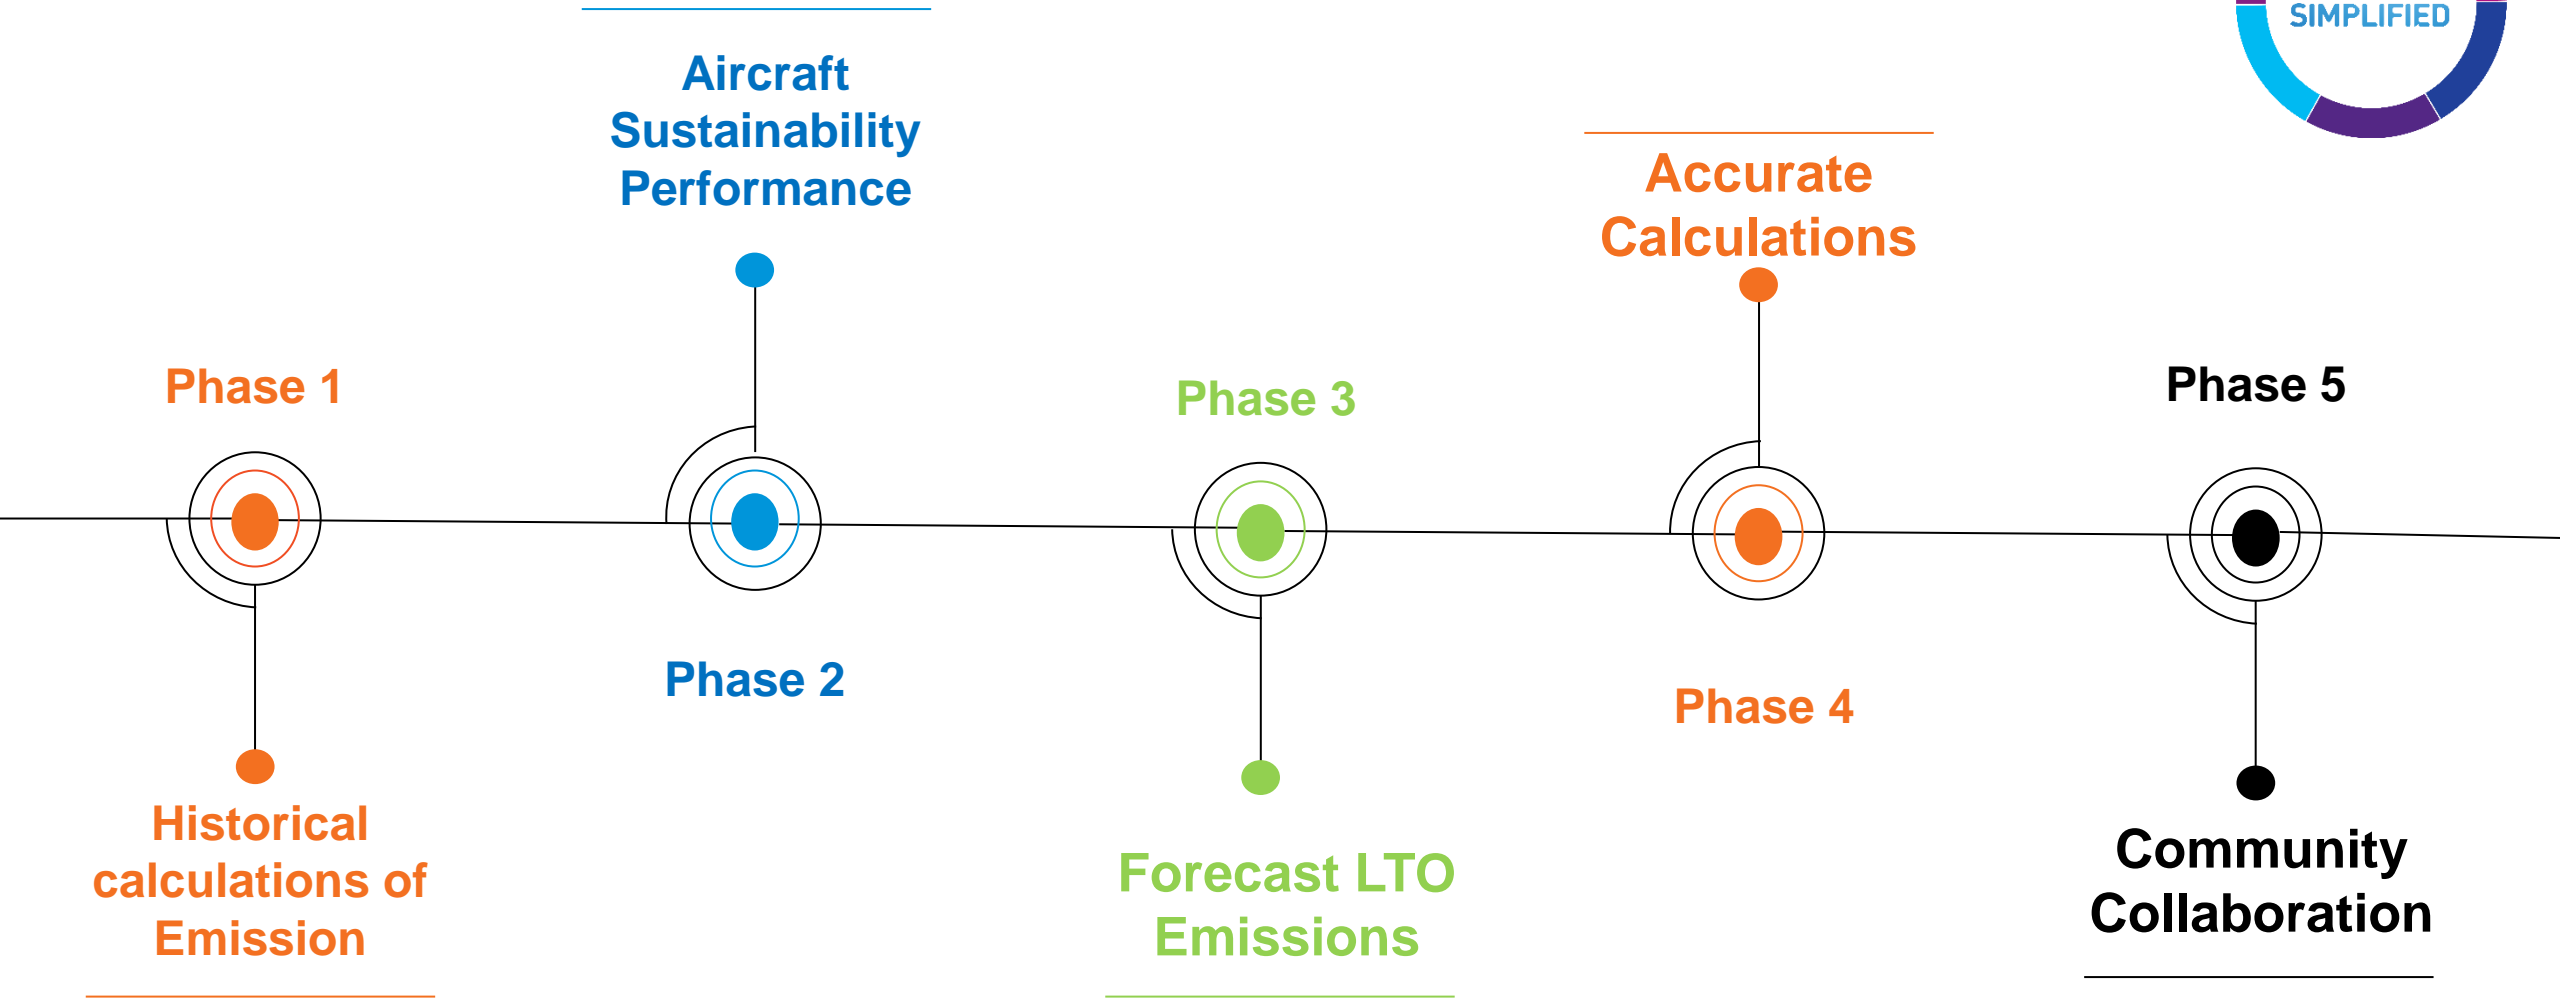 SIMPLIFIED
Aircraft
Sustainability
Performance
Accurate
Calculations
Phase 1
Phase 3
Phase 5
Phase 2
Phase 4
Historical
calculations of
Emission
Forecast LTO
Emissions
Community
Collaboration